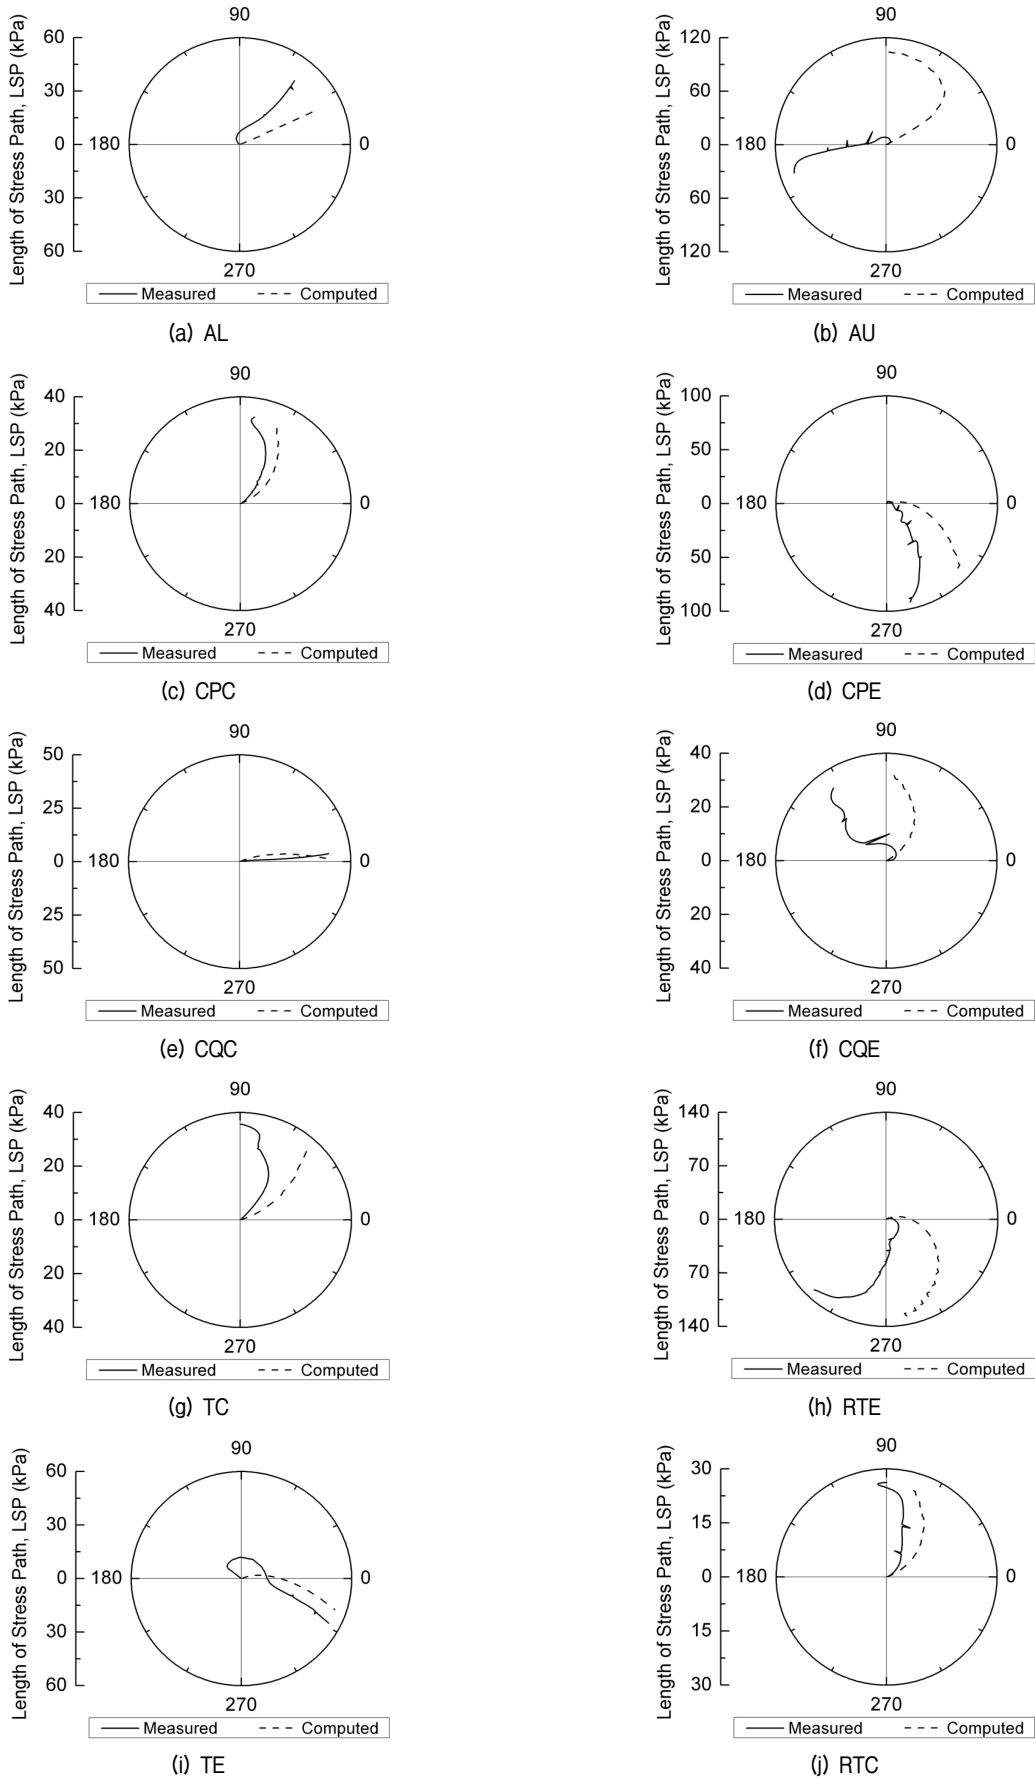 90
Length of Stress Path, LSP (kPa)
60
30
0
30
60
180
0
270
Measured
Computed
(a) AL
90
Length of Stress Path, LSP (kPa)
120
60
0
60
120
180
0
270
Measured
Computed
(b) AU
90
Length of Stress Path, LSP (kPa)
40
20
0
20
40
180
0
270
Measured
Computed
(c) CPC
90
Length of Stress Path, LSP (kPa)
100
50
0
50
100
180
0
270
Measured
Computed
(d) CPE
90
Length of Stress Path, LSP (kPa)
50
25
0
25
50
180
0
270
Measured
Computed
(e) CQC
90
Length of Stress Path, LSP (kPa)
40
20
0
20
40
180
0
270
Measured
Computed
(f) CQE
90
Length of Stress Path, LSP (kPa)
40
20
0
20
40
180
0
270
Measured
Computed
(g) TC
90
Length of Stress Path, LSP (kPa)
140
70
0
70
140
180
0
270
Measured
Computed
(h) RTE
90
Length of Stress Path, LSP (kPa)
60
30
0
30
60
180
0
270
Measured
Computed
(i) TE
90
Length of Stress Path, LSP (kPa)
30
15
0
15
30
180
0
270
Measured
Computed
(j) RTC